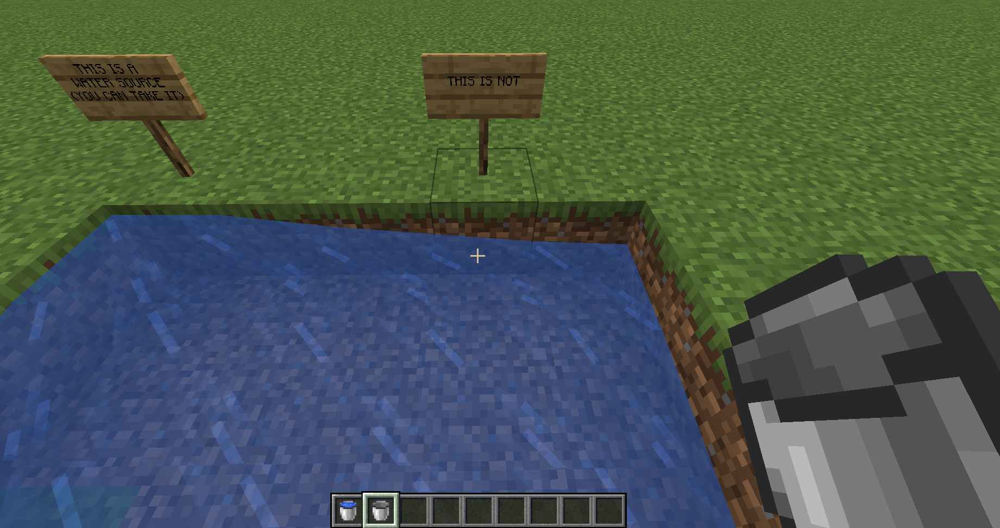 THIS IS A
WATER SOURCE
(YOU CAN TAKE IT)
THIS IS NOT